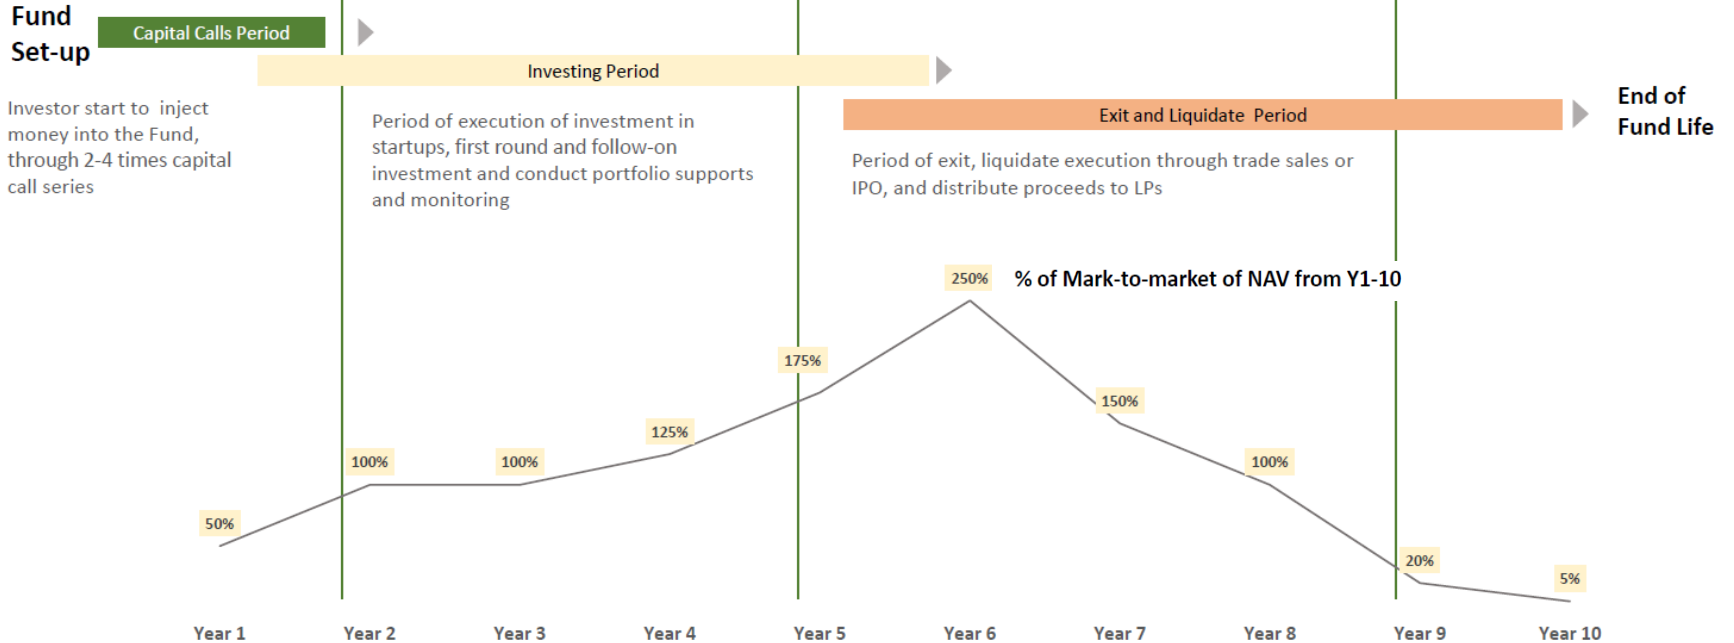 Fund
Set-up
Capital Calls Period
Investing Period
Exit and Liquidate  Period
End of
Fund Life
Investor start to  inject
money into the Fund,
through 2-4 times capital
call series
Period of execution of investment in
startups, first round and follow-on
investment and conduct portfolio supports
and monitoring
Period of exit, liquidate execution through trade sales or
IPO, and distribute proceeds to LPs
% of Mark-to-market of NAV from Y1-10
50%
100%
100%
125%
175%
250%
150%
100%
20%
5%
Year 1
Year 2
Year 3
Year 4
Year 5
Year 6
Year 7
Year 8
Year 9
Year 10